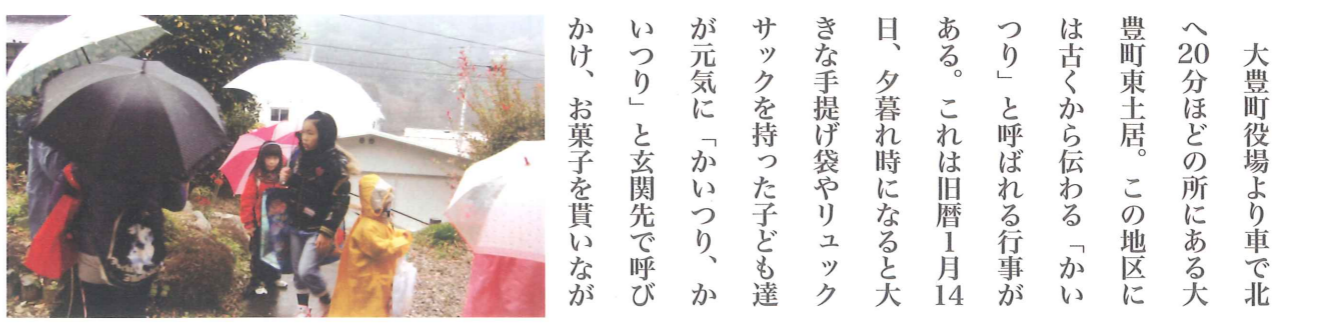 大豊町役場より車で北
へ20分ほどの所にある大
豊町東土居。この地区に
は古くから伝わる「かい
つり」と呼ばれる行事が
ある。これは旧暦１月14
日、夕暮れ時になると大
きな手提げ袋やリュック
サックを持った子ども達
が元気に「かいつり、か
いつり」と玄関先で呼び
かけ、お菓子を貰いなが